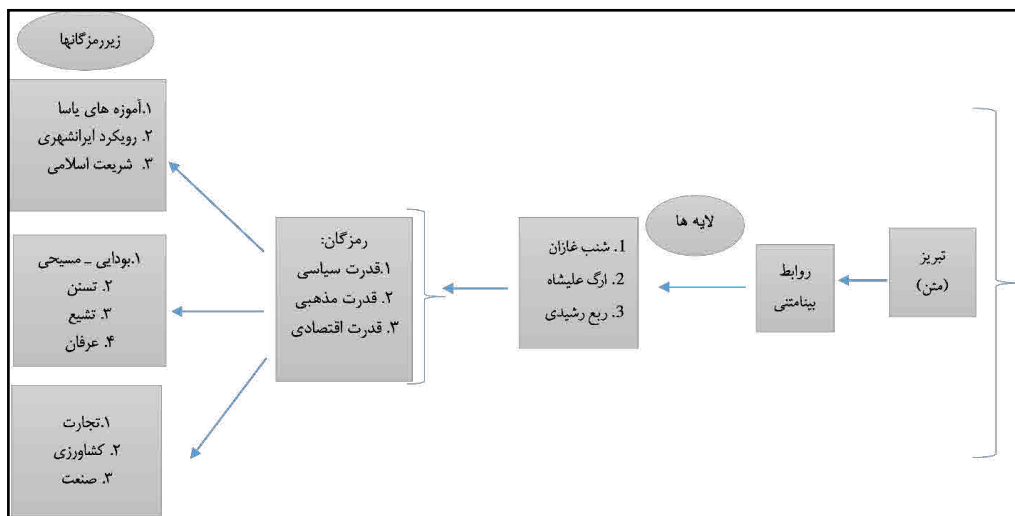 تبریز
(متن)
روابط
بینامتنی
لایه ها
1. شنب غازان
2. ارگ علیشاه
3. ربع رشیدی
رمزگان:
۱.قدرت سیاسی
۲. قدرت مذهبی
۳. قدرت اقتصادی
زیررمزگانها
۱.آموزه های یاسا
۲. رویکرد ایرانشهری
۳. شریعت اسلامی
۱.بودایی – مسیحی
۲. تسنن
۳. تشیع
۴. عرفان
۱.تجارت
۲. کشاورزی
۳. صنعت